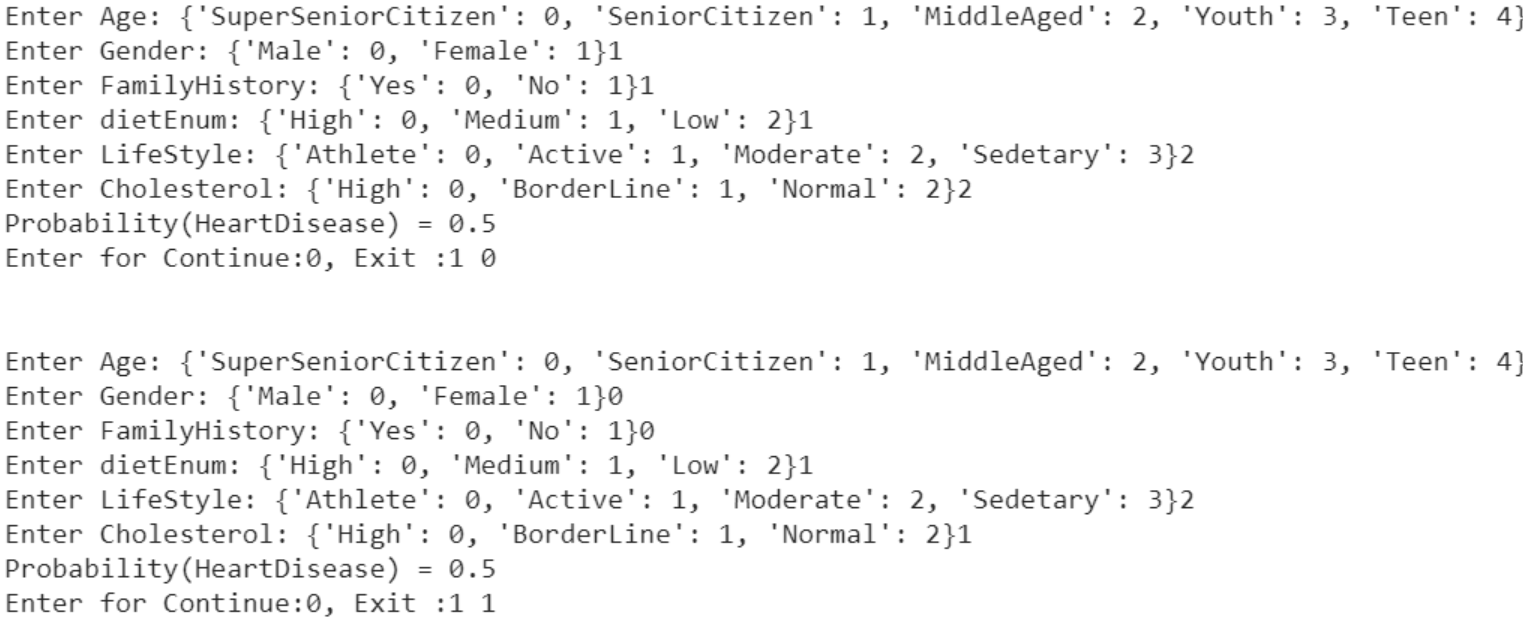 Enter Age: {'SuperSeniorCitizen': 0, 'SeniorCitizen': 1, 'MiddleAged': 2, 'Youth': 3, 'Teen': 4}
Enter Gender: {'Male': 0, 'Female': 1}1
Enter FamilyHistory: {'Yes': 0, 'No': 1}1
Enter dietEnum: {'High': 0, 'Medium': 1, 'Low': 2}1
Enter LifeStyle: {'Athlete': 0, 'Active': 1, 'Moderate': 2, 'Sedetary': 3}2
Enter Cholesterol: {'High': 0, 'BorderLine': 1, 'Normal': 2}2
Probability(HeartDisease) = 0.5
Enter for Continue:0, Exit :1 0
Enter Age: {'SuperSeniorCitizen': 0, 'SeniorCitizen': 1, 'MiddleAged': 2, 'Youth': 3, 'Teen': 4}
Enter Gender: {'Male': 0, 'Female': 1}0
Enter FamilyHistory: {'Yes': 0, 'No': 1}0
Enter dietEnum: {'High': 0, 'Medium': 1, 'Low': 2}1
Enter LifeStyle: {'Athlete': 0, 'Active': 1, 'Moderate': 2, 'Sedetary': 3}2
Enter Cholesterol: {'High': 0, 'BorderLine': 1, 'Normal': 2}1
Probability(HeartDisease) = 0.5
Enter for Continue:0, Exit :1 1